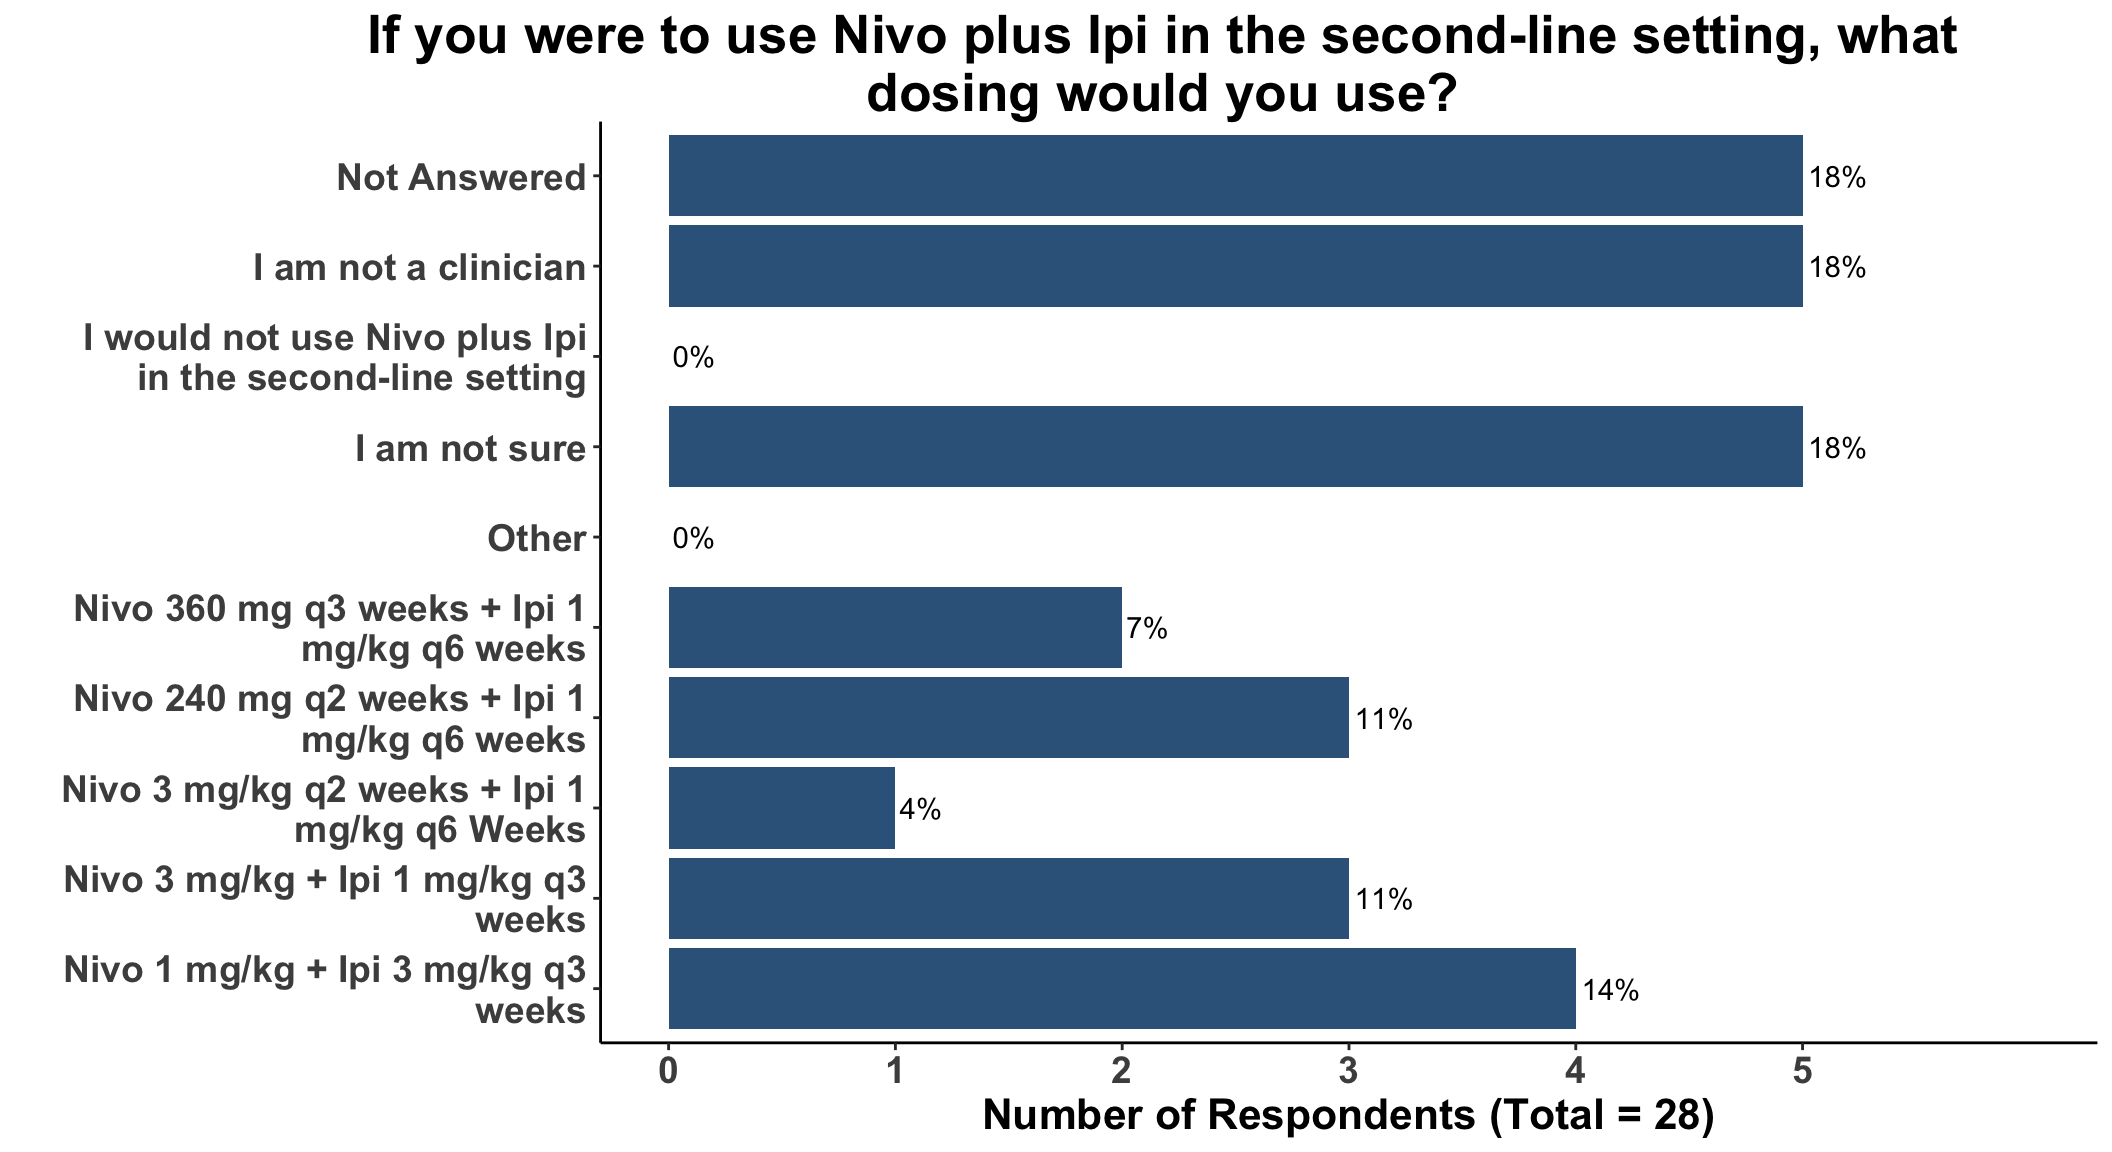 If you were to use Nivo plus Ipi in the second-line setting, what
dosing would you use?
Not Answered
18%
I am not a clinician
18%
I would not use Nivo plus Ipi
in the second-line setting
0%
I am not sure
18%
Other
0%
Nivo 360 mg q3 weeks + Ipi 1
mg/kg q6 weeks
7%
Nivo 240 mg q2 weeks + Ipi 1
mg/kg q6 weeks
11%
Nivo 3 mg/kg q2 weeks + Ipi 1
mg/kg q6 Weeks
4%
Nivo 3 mg/kg + Ipi 1 mg/kg q3
weeks
11%
Nivo 1 mg/kg + Ipi 3 mg/kg q3
weeks
14%
0 1 2 3 4 5
Number of Respondents (Total = 28)